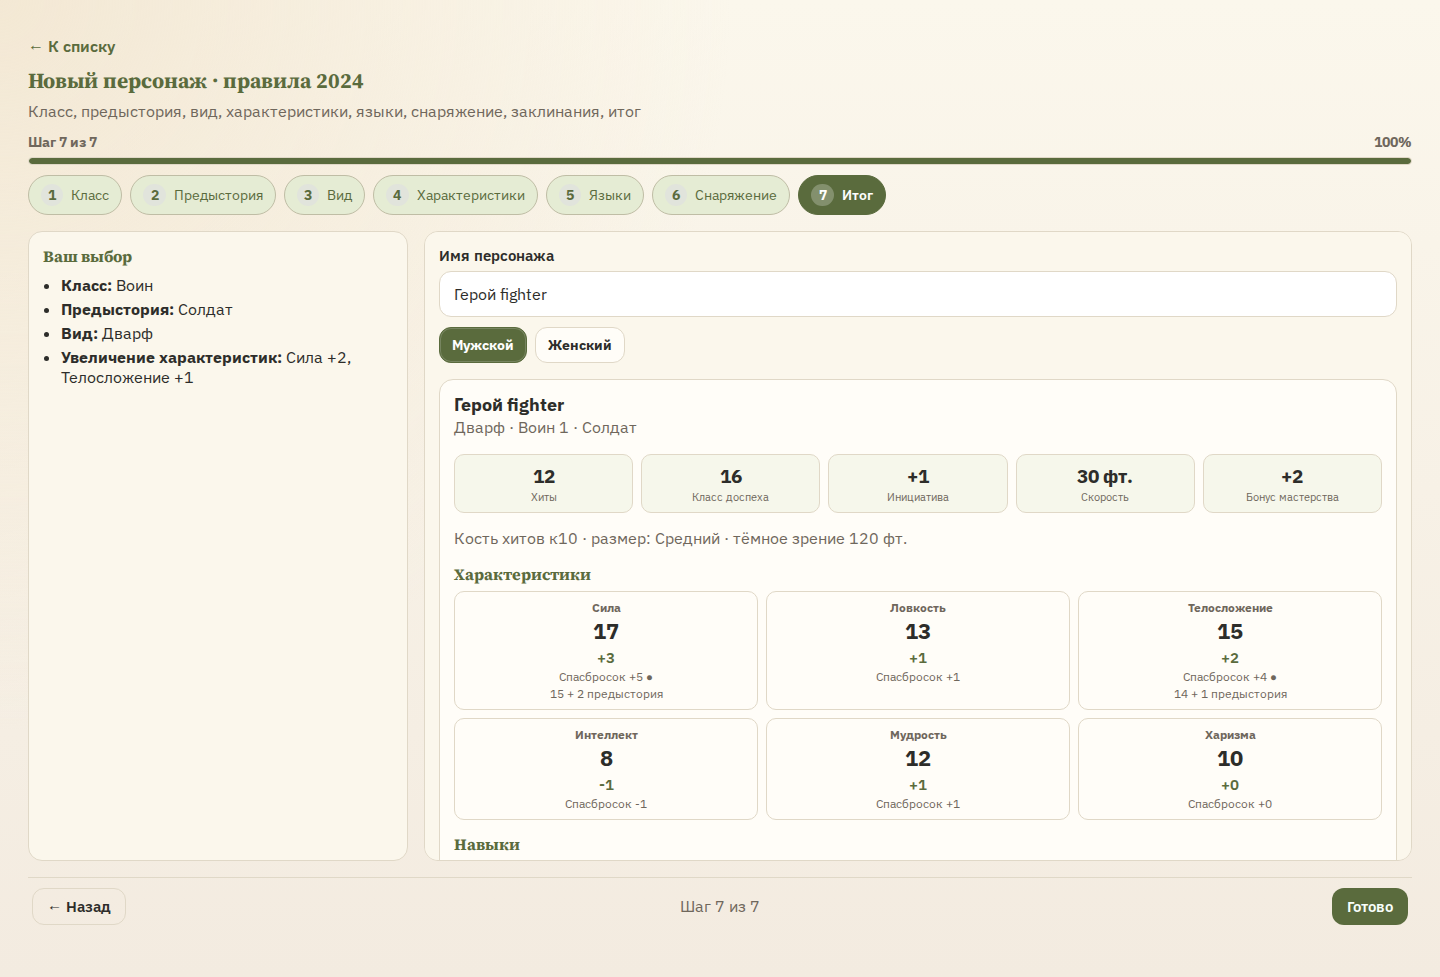 ← К списку
Новый персонаж · правила 2024
Класс, предыстория, вид, характеристики, языки, снаряжение, заклинания, итог
Шаг 7 из 7
100%
1 Класс
2 Предыстория
3 Вид
4 Характеристики
5 Языки
6 Снаряжение
7 Итог
Ваш выбор
• Класс: Воин
• Предыстория: Солдат
• Вид: Дварф
• Увеличение характеристик: Сила +2,
Телосложение +1
Имя персонажа
Герой fighter
Мужской
Женский
Герой fighter
Дварф · Воин 1 · Солдат
12
Хиты
16
Класс доспеха
+1
Инициатива
30 фт.
Скорость
+2
Бонус мастерства
Кость хитов к10 · размер: Средний · тёмное зрение 120 фт.
Характеристики
Сила
17
+3
Спасбросок +5 ●
15 + 2 предыстория
Ловкость
13
+1
Спасбросок +1
Телосложение
15
+2
Спасбросок +4 ●
14 + 1 предыстория
Интеллект
8
-1
Спасбросок -1
Мудрость
12
+1
Спасбросок +1
Харизма
10
+0
Спасбросок +0
Навыки
← Назад
Шаг 7 из 7
Готово